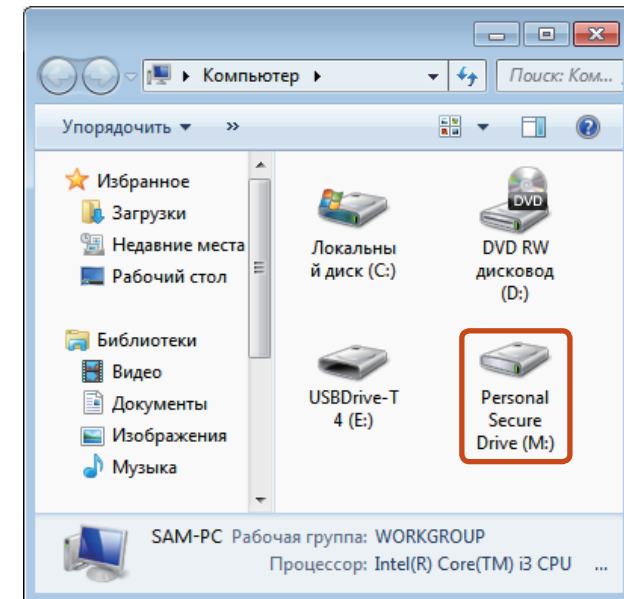 Компьютер
Поиск: Ком...
Упорядочить
»
Избранное
Загрузки
Недавние места
Рабочий стол
Библиотеки
Видео
Документы
Изображения
Музыка
Локальны
й диск (C:)
DVD
DVD RW
дисковод
(D:)
USBDrive-T
4 (E:)
Personal
Secure
Drive (M:)
SAM-PC Рабочая группа: WORKGROUP
Процессор: Intel(R) Core(TM) i3 CPU ...